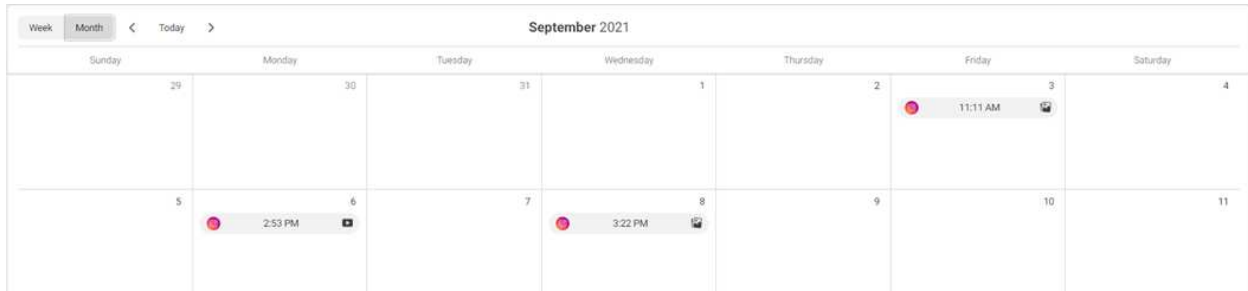 Week Month Today September 2021
Sunday Monday Tuesday Wednesday Thursday Friday Saturday
29 30 31 1 2 3 4
11:11 AM
5 6 7 8 9 10 11
2:53 PM 3:22 PM